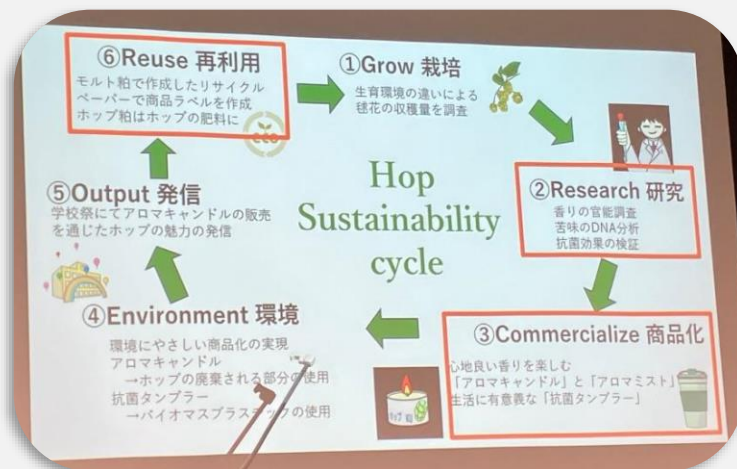 ⑥Reuse 再利用
モルト粕で作成したリサイクル
ペーパーで商品ラベルを作成
ホップ粕はホップの肥料に
eco
①Grow 栽培
生育環境の違いによる
毬花の収穫量を調査
②Research 研究
香りの官能調査
苦味のDNA分析
抗菌効果の検証
③Commercialize 商品化
心地良い香りを楽しむ
「アロマキャンドル」と「アロマミスト」
生活に有意義な「抗菌タンブラー」
④Environment 環境
環境にやさしい商品化の実現
アロマキャンドル
→ホップの廃棄される部分の使用
抗菌タンブラー
→バイオマスプラスチックの使用
⑤Output 発信
学校祭にてアロマキャンドルの販売
を通じたホップの魅力の発信
Hop
Sustainability
cycle